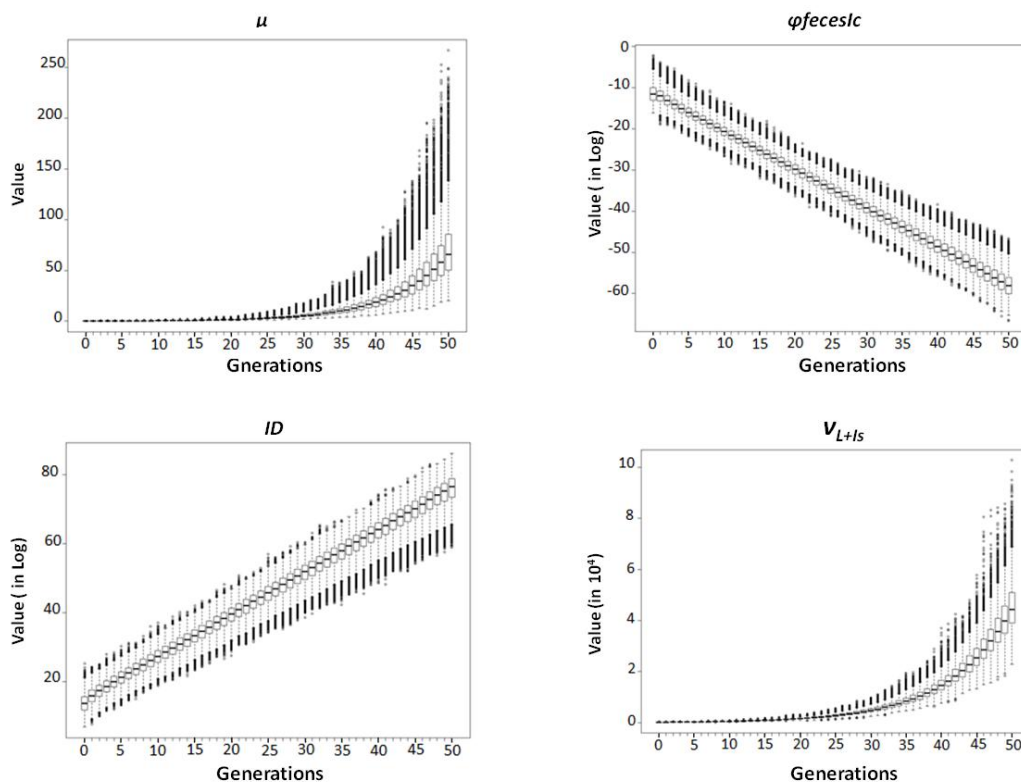 μ
250
200
150
100
50
0
Value
0 5 10 15 20 25 30 35 40 45 50
Gnerations
φfecesIc
0
-10
-20
-30
-40
-50
-60
Value ( in Log)
0 5 10 15 20 25 30 35 40 45 50
Generations
ID
80
60
40
20
Value ( in Log)
0 5 10 15 20 25 30 35 40 45 50
Generations
V_L+Is
10
8
6
4
2
0
Value (in 10⁴)
0 5 10 15 20 25 30 35 40 45 50
Generations